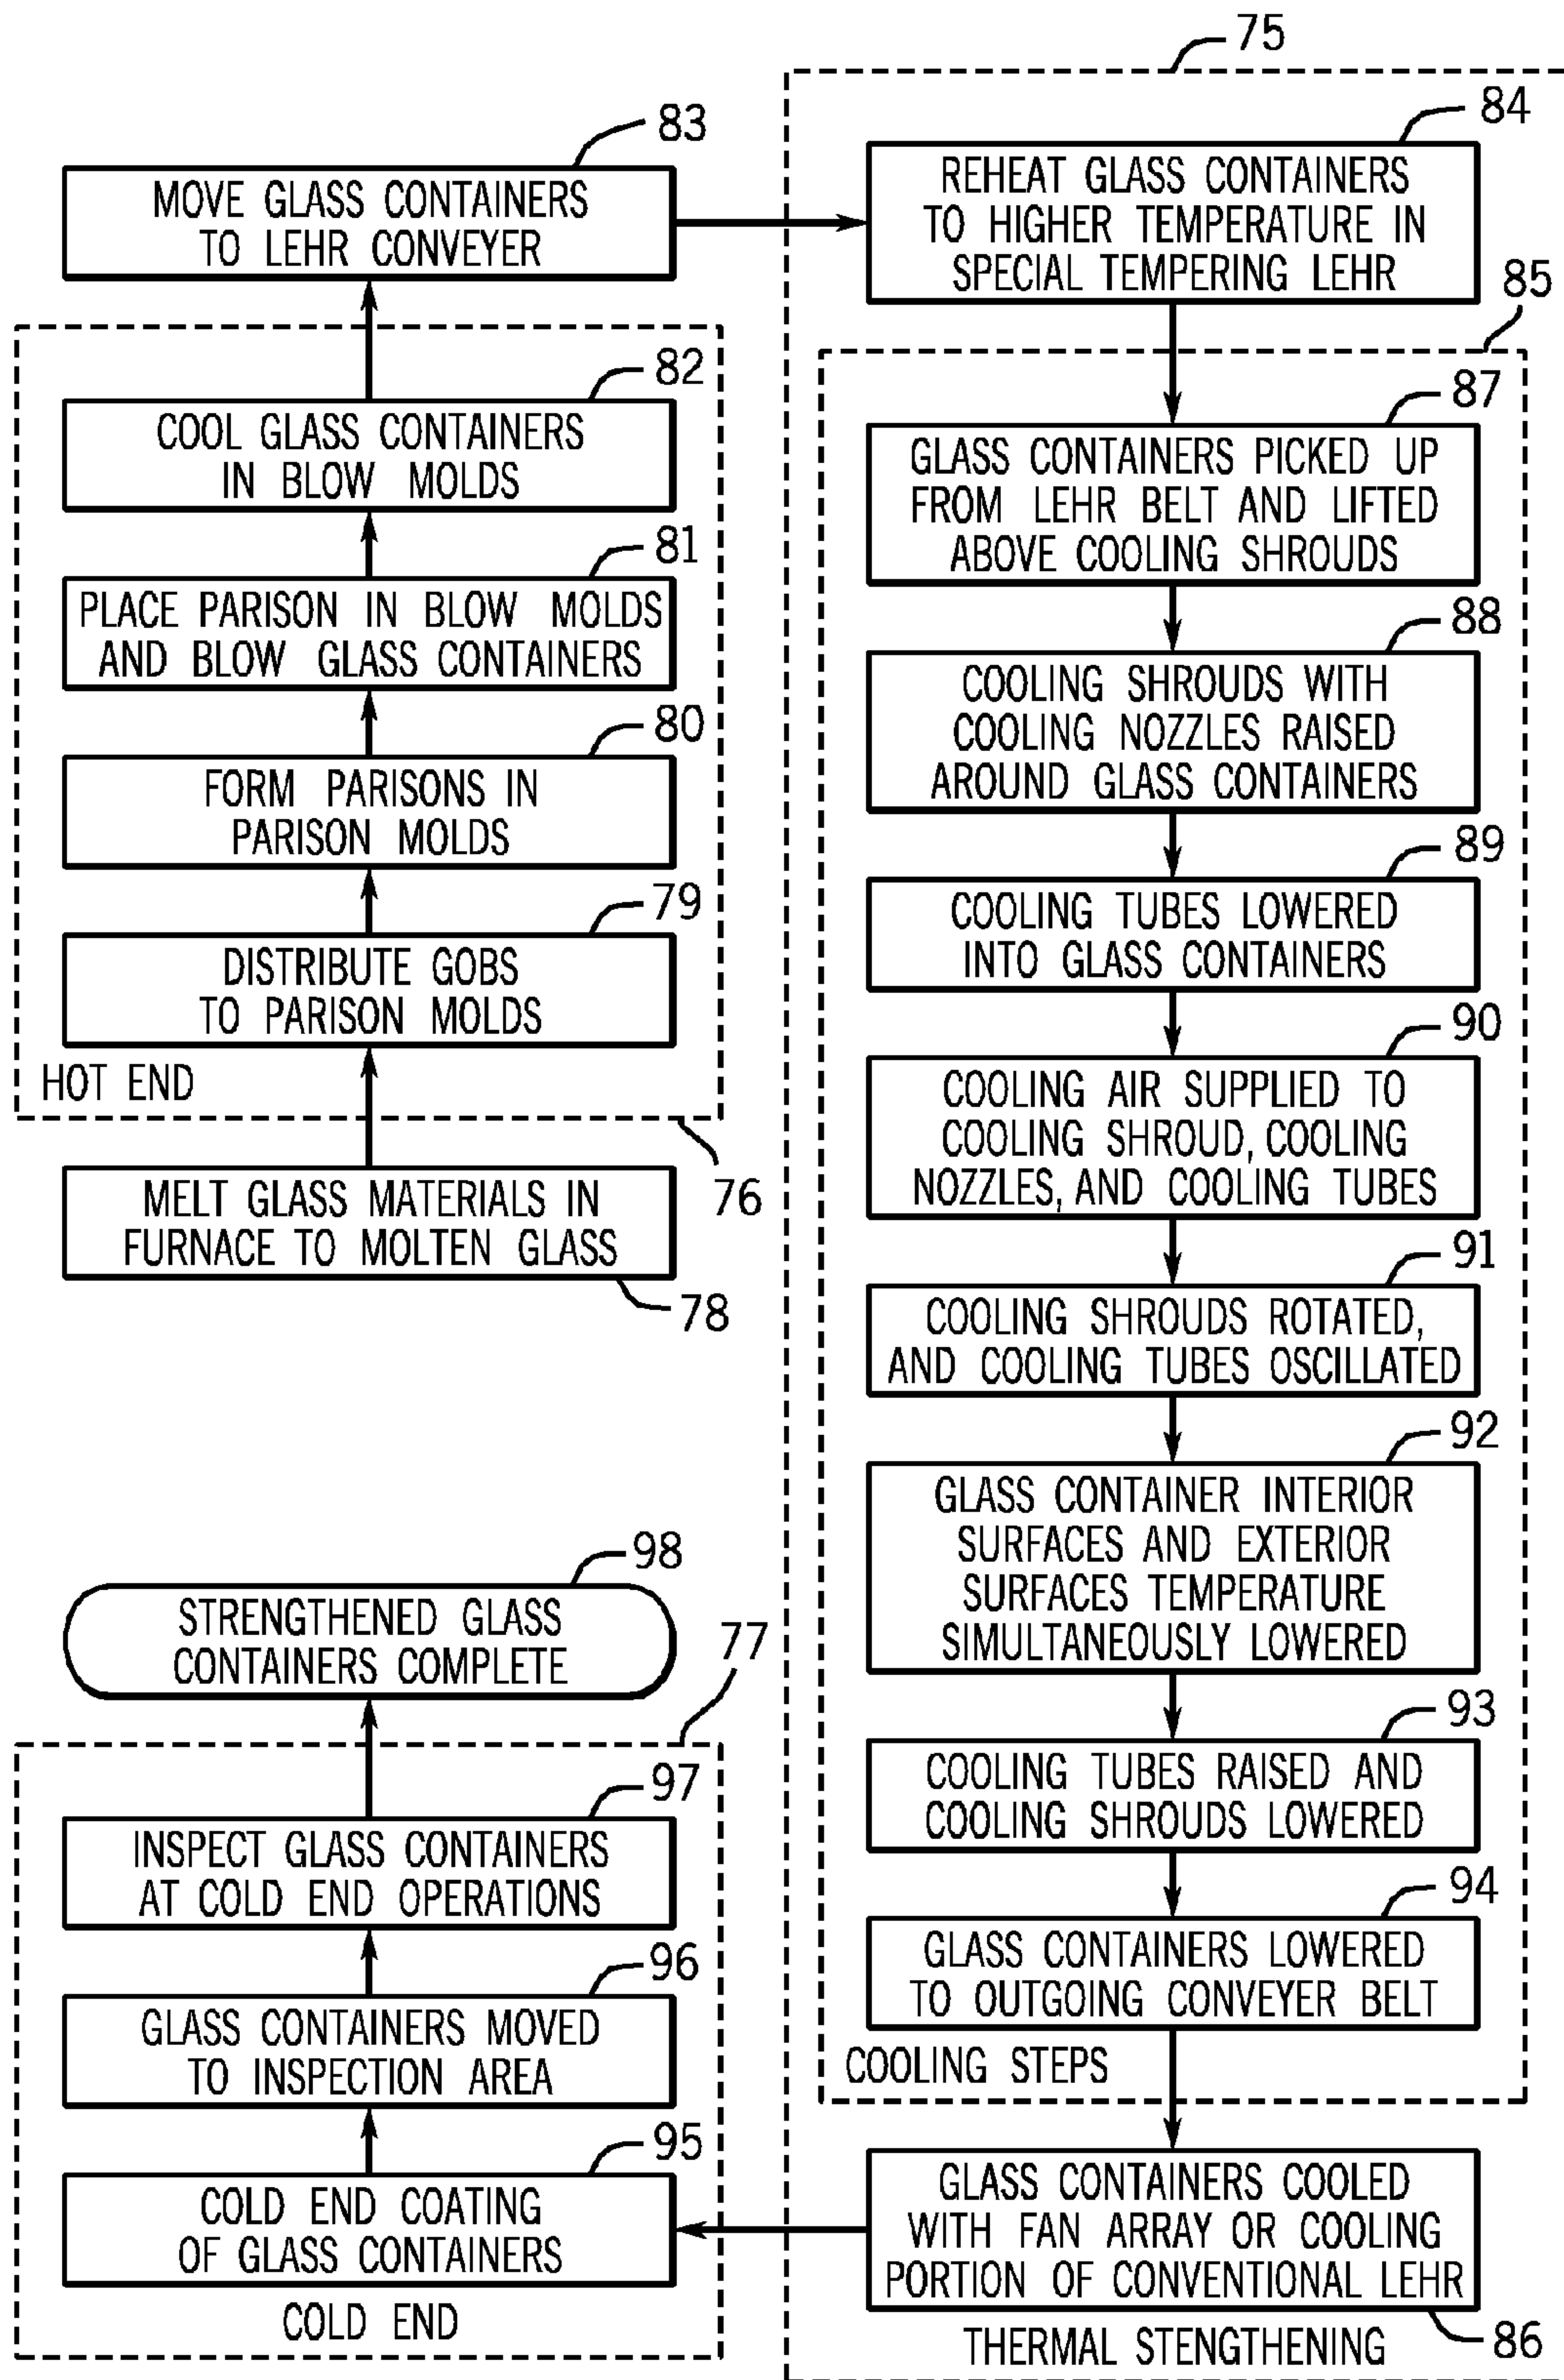 75
83
MOVE GLASS CONTAINERS
TO LEHR CONVEYER
84
REHEAT GLASS CONTAINERS
TO HIGHER TEMPERATURE IN
SPECIAL TEMPERING LEHR
85
82
COOL GLASS CONTAINERS
IN BLOW MOLDS
81
PLACE PARISON IN BLOW MOLDS
AND BLOW GLASS CONTAINERS
80
FORM PARISONS IN
PARISON MOLDS
79
DISTRIBUTE GOBS
TO PARISON MOLDS
HOT END
76
MELT GLASS MATERIALS IN
FURNACE TO MOLTEN GLASS
78
87
GLASS CONTAINERS PICKED UP
FROM LEHR BELT AND LIFTED
ABOVE COOLING SHROUDS
88
COOLING SHROUDS WITH
COOLING NOZZLES RAISED
AROUND GLASS CONTAINERS
89
COOLING TUBES LOWERED
INTO GLASS CONTAINERS
90
COOLING AIR SUPPLIED TO
COOLING SHROUD, COOLING
NOZZLES, AND COOLING TUBES
91
COOLING SHROUDS ROTATED,
AND COOLING TUBES OSCILLATED
92
GLASS CONTAINER INTERIOR
SURFACES AND EXTERIOR
SURFACES TEMPERATURE
SIMULTANEOUSLY LOWERED
93
COOLING TUBES RAISED AND
COOLING SHROUDS LOWERED
94
GLASS CONTAINERS LOWERED
TO OUTGOING CONVEYER BELT
COOLING STEPS
GLASS CONTAINERS COOLED
WITH FAN ARRAY OR COOLING
PORTION OF CONVENTIONAL LEHR
86
THERMAL STENGTHENING
98
STRENGTHENED GLASS
CONTAINERS COMPLETE
77
97
INSPECT GLASS CONTAINERS
AT COLD END OPERATIONS
96
GLASS CONTAINERS MOVED
TO INSPECTION AREA
95
COLD END COATING
OF GLASS CONTAINERS
COLD END